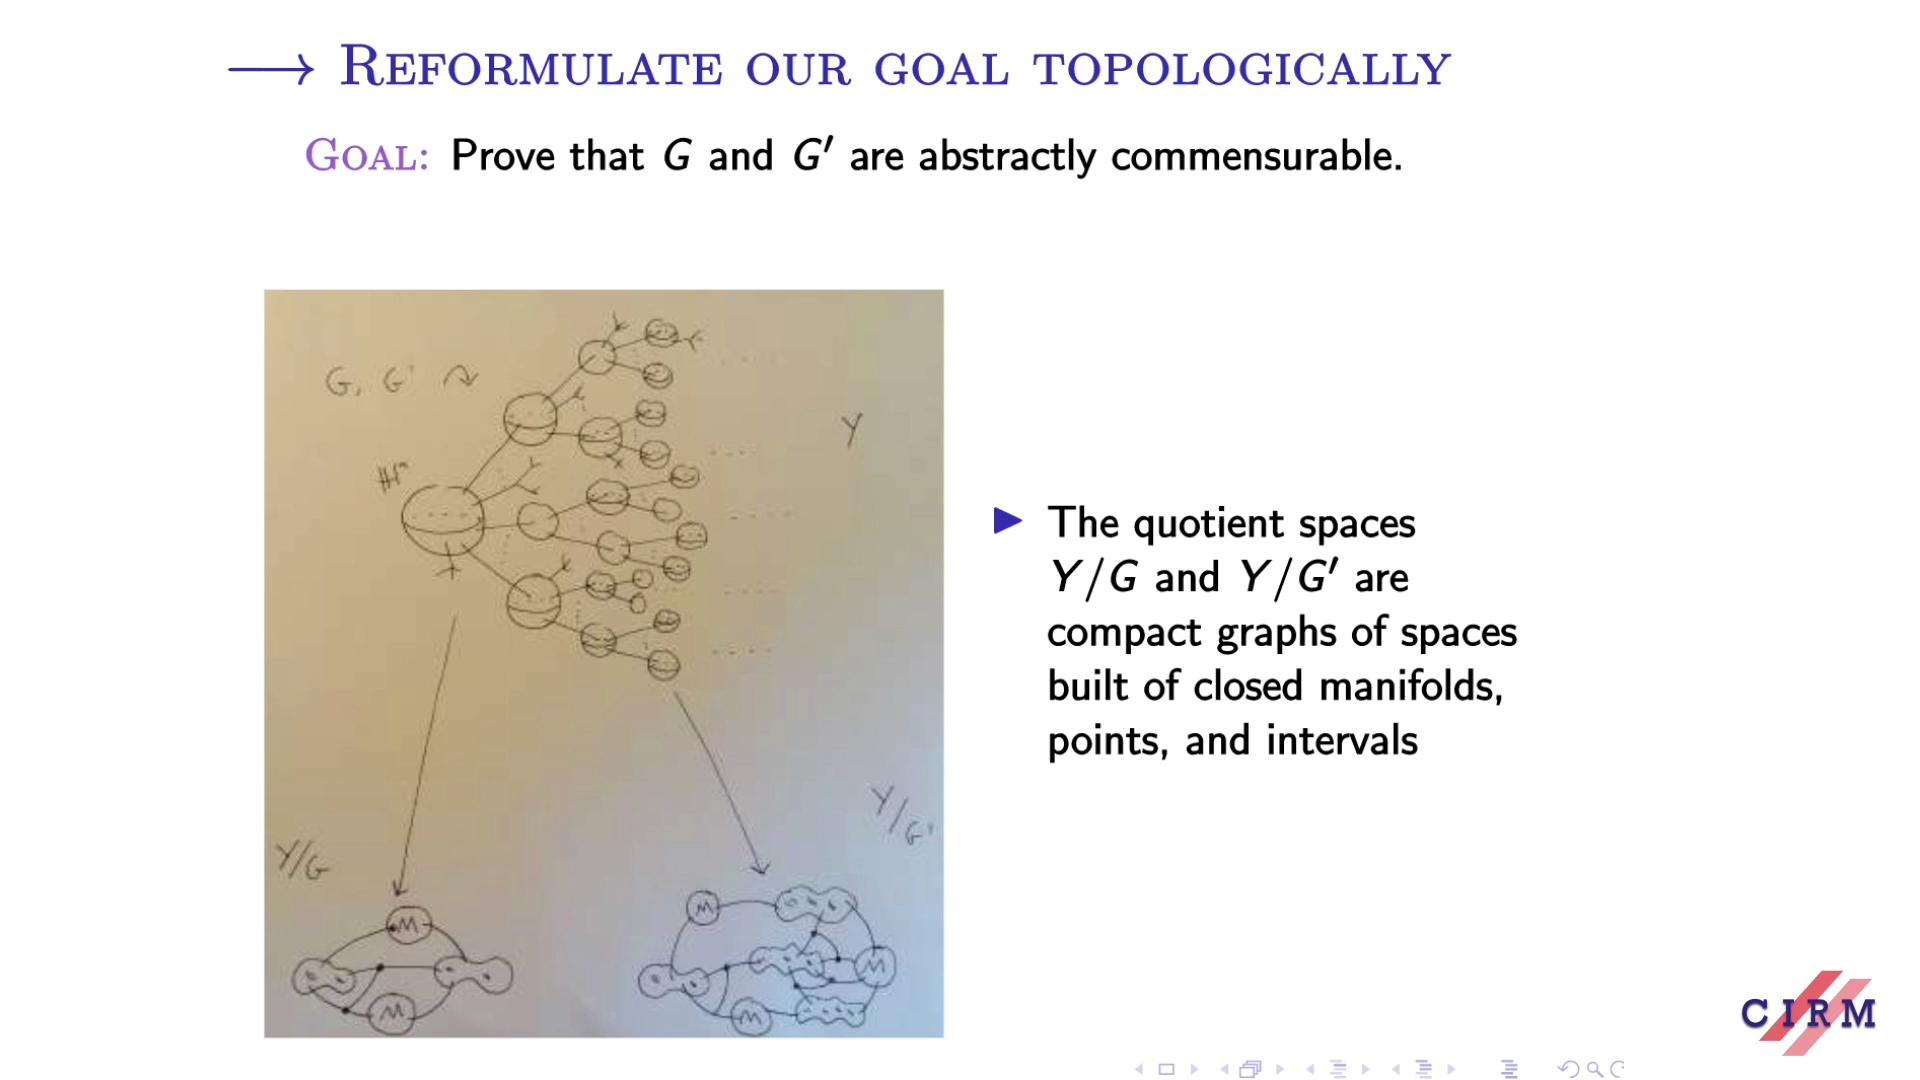 → REFORMULATE OUR GOAL TOPOLOGICALLY
GOAL: Prove that G and G′ are abstractly commensurable.
G, G' ↷
Y
ℍⁿ
▶ The quotient spaces
Y/G and Y/G′ are
compact graphs of spaces
built of closed manifolds,
points, and intervals
Y/G'
Y/G
M
M
M
M
M
CIRM